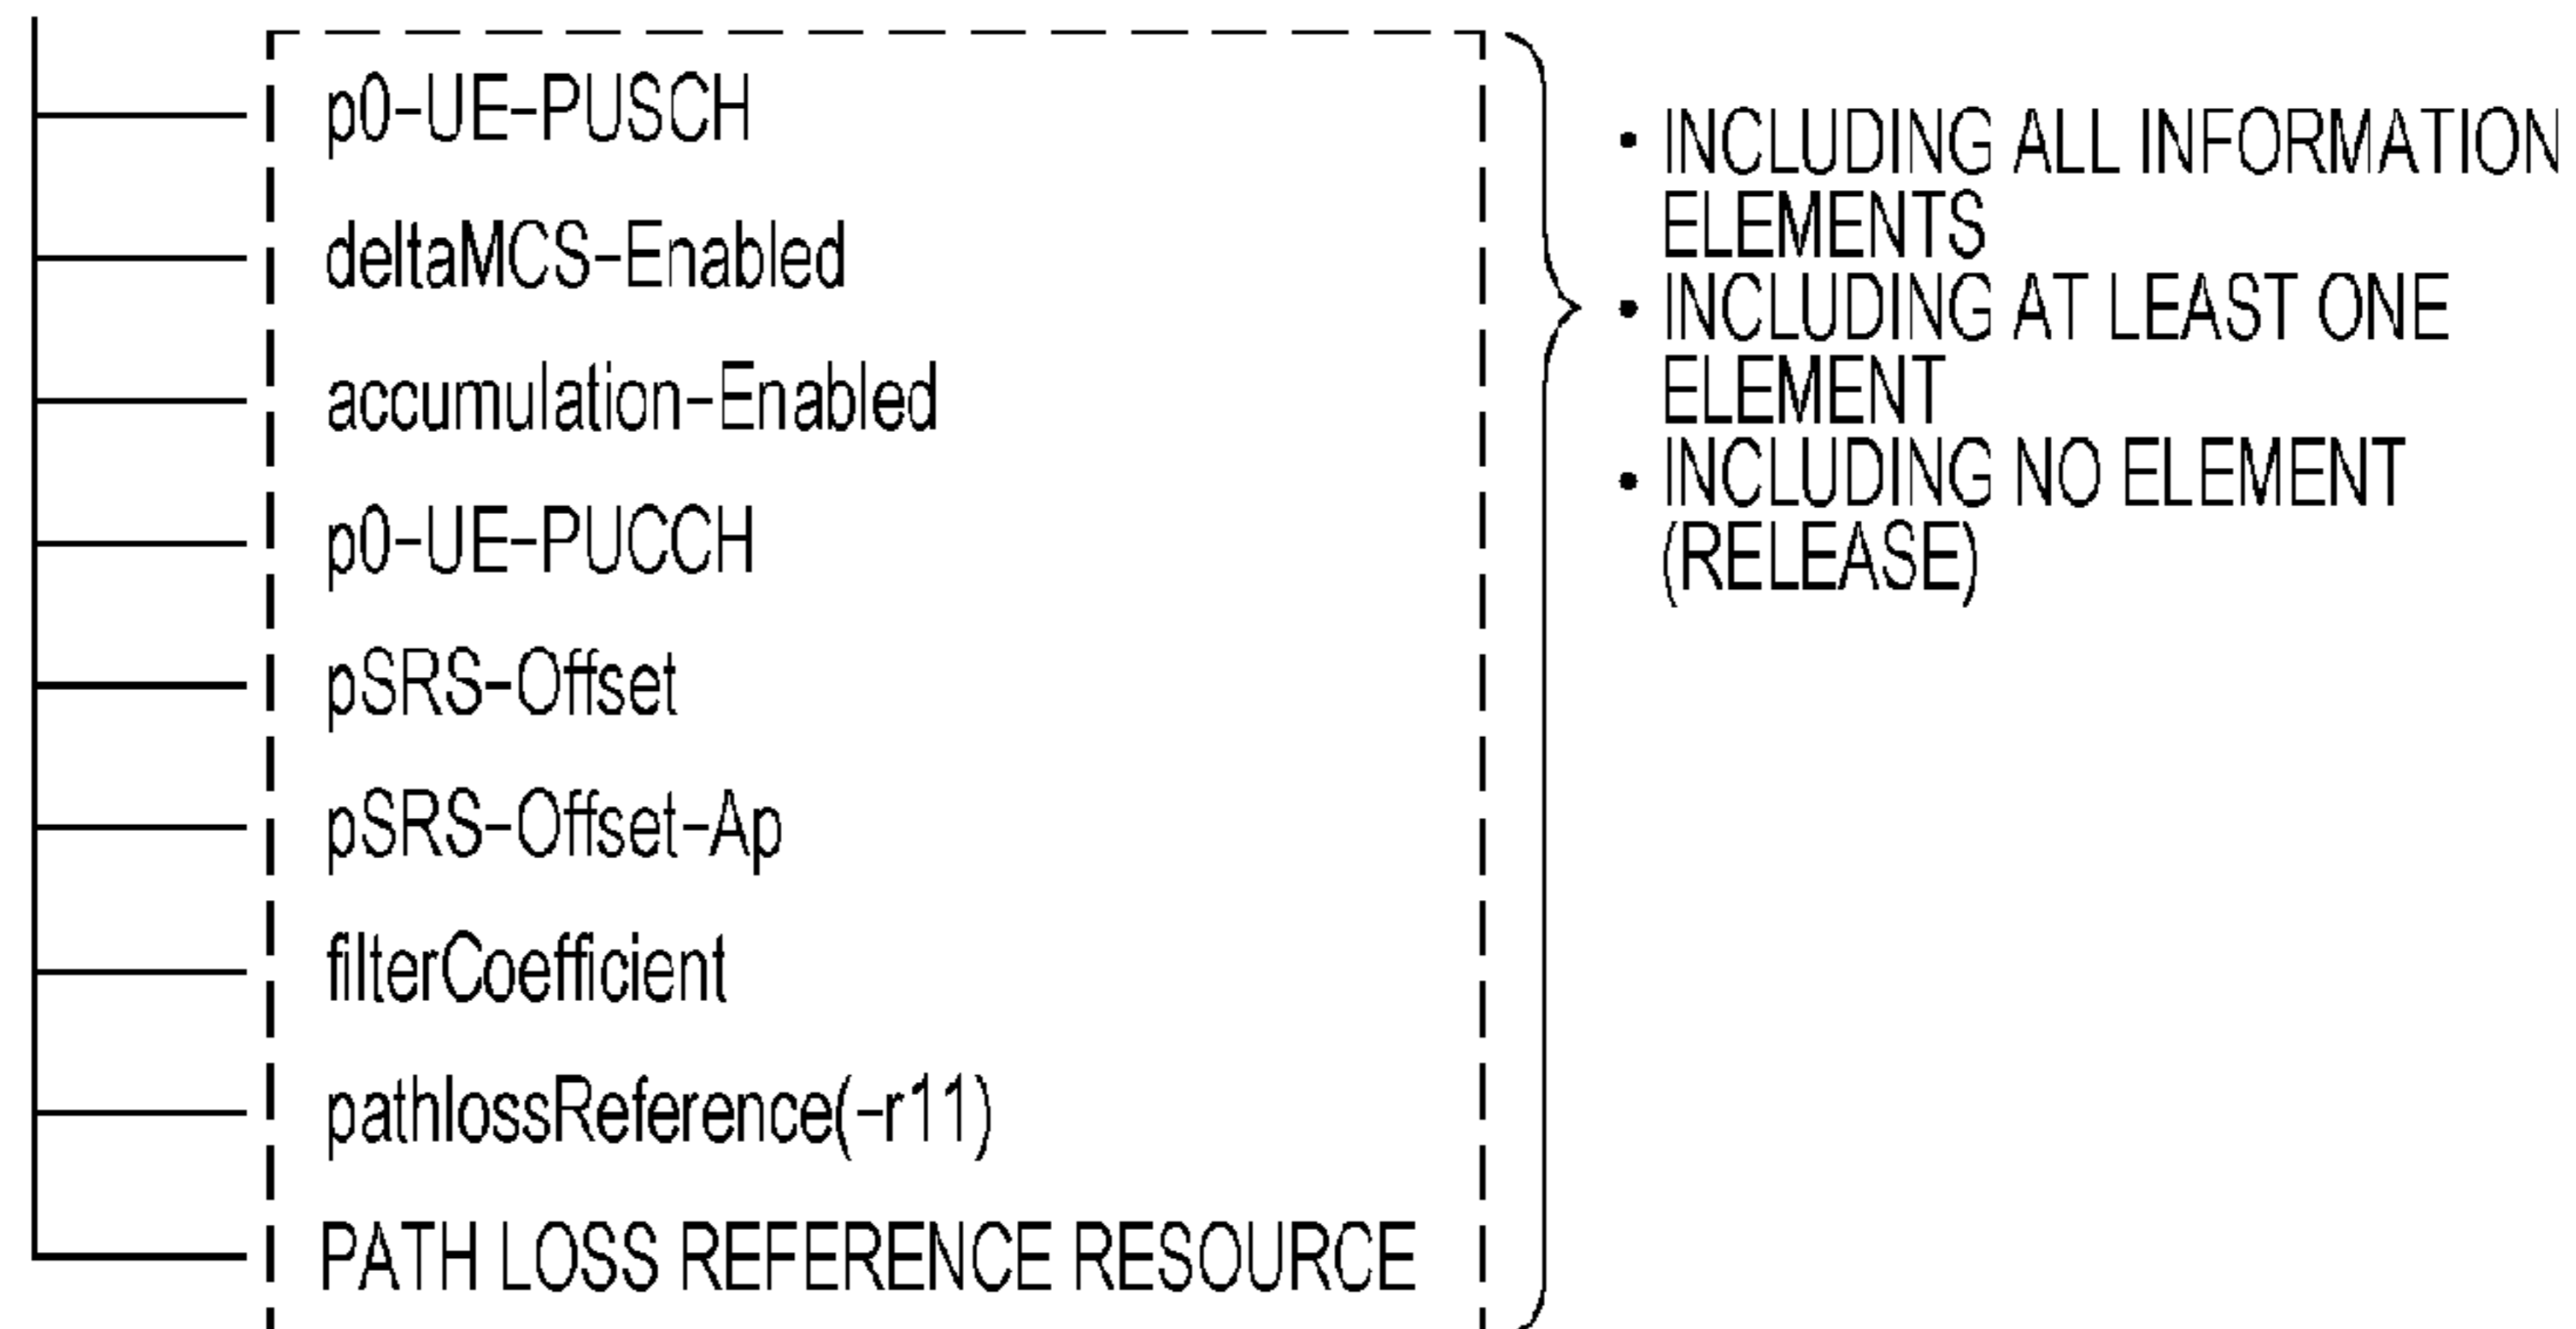 p0-UE-PUSCH
deltaMCS-Enabled
accumulation-Enabled
p0-UE-PUCCH
pSRS-Offset
pSRS-Offset-Ap
filterCoefficient
pathlossReference(-r11)
PATH LOSS REFERENCE RESOURCE
• INCLUDING ALL INFORMATION
ELEMENTS
• INCLUDING AT LEAST ONE
ELEMENT
• INCLUDING NO ELEMENT
(RELEASE)